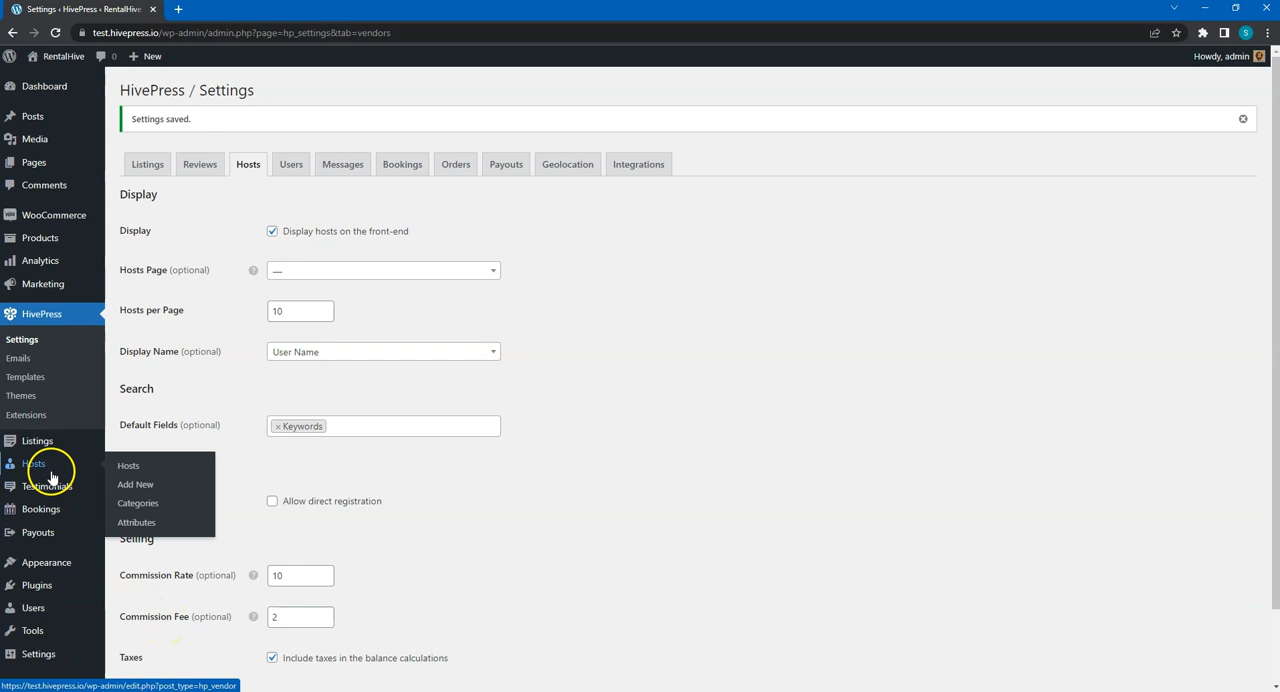 Settings ‹ HivePress ‹ RentalHive
test.hivepress.io/wp-admin/admin.php?page=hp_settings&tab=vendors
RentalHive 0 New
Howdy, admin
Dashboard
Posts
Media
Pages
Comments
WooCommerce
Products
Analytics
Marketing
HivePress
Settings
Emails
Templates
Themes
Extensions
Listings
Hosts
Testimonials
Bookings
Payouts
Appearance
Plugins
Users
Tools
Settings
Hosts
Add New
Categories
Attributes
HivePress / Settings
Settings saved.
Listings Reviews Hosts Users Messages Bookings Orders Payouts Geolocation Integrations
Display
Display Display hosts on the front-end
Hosts Page (optional) ? —
Hosts per Page 10
Display Name (optional) User Name
Search
Default Fields (optional) × Keywords
Allow direct registration
Selling
Commission Rate (optional) ? 10
Commission Fee (optional) ? 2
Taxes Include taxes in the balance calculations
https://test.hivepress.io/wp-admin/edit.php?post_type=hp_vendor